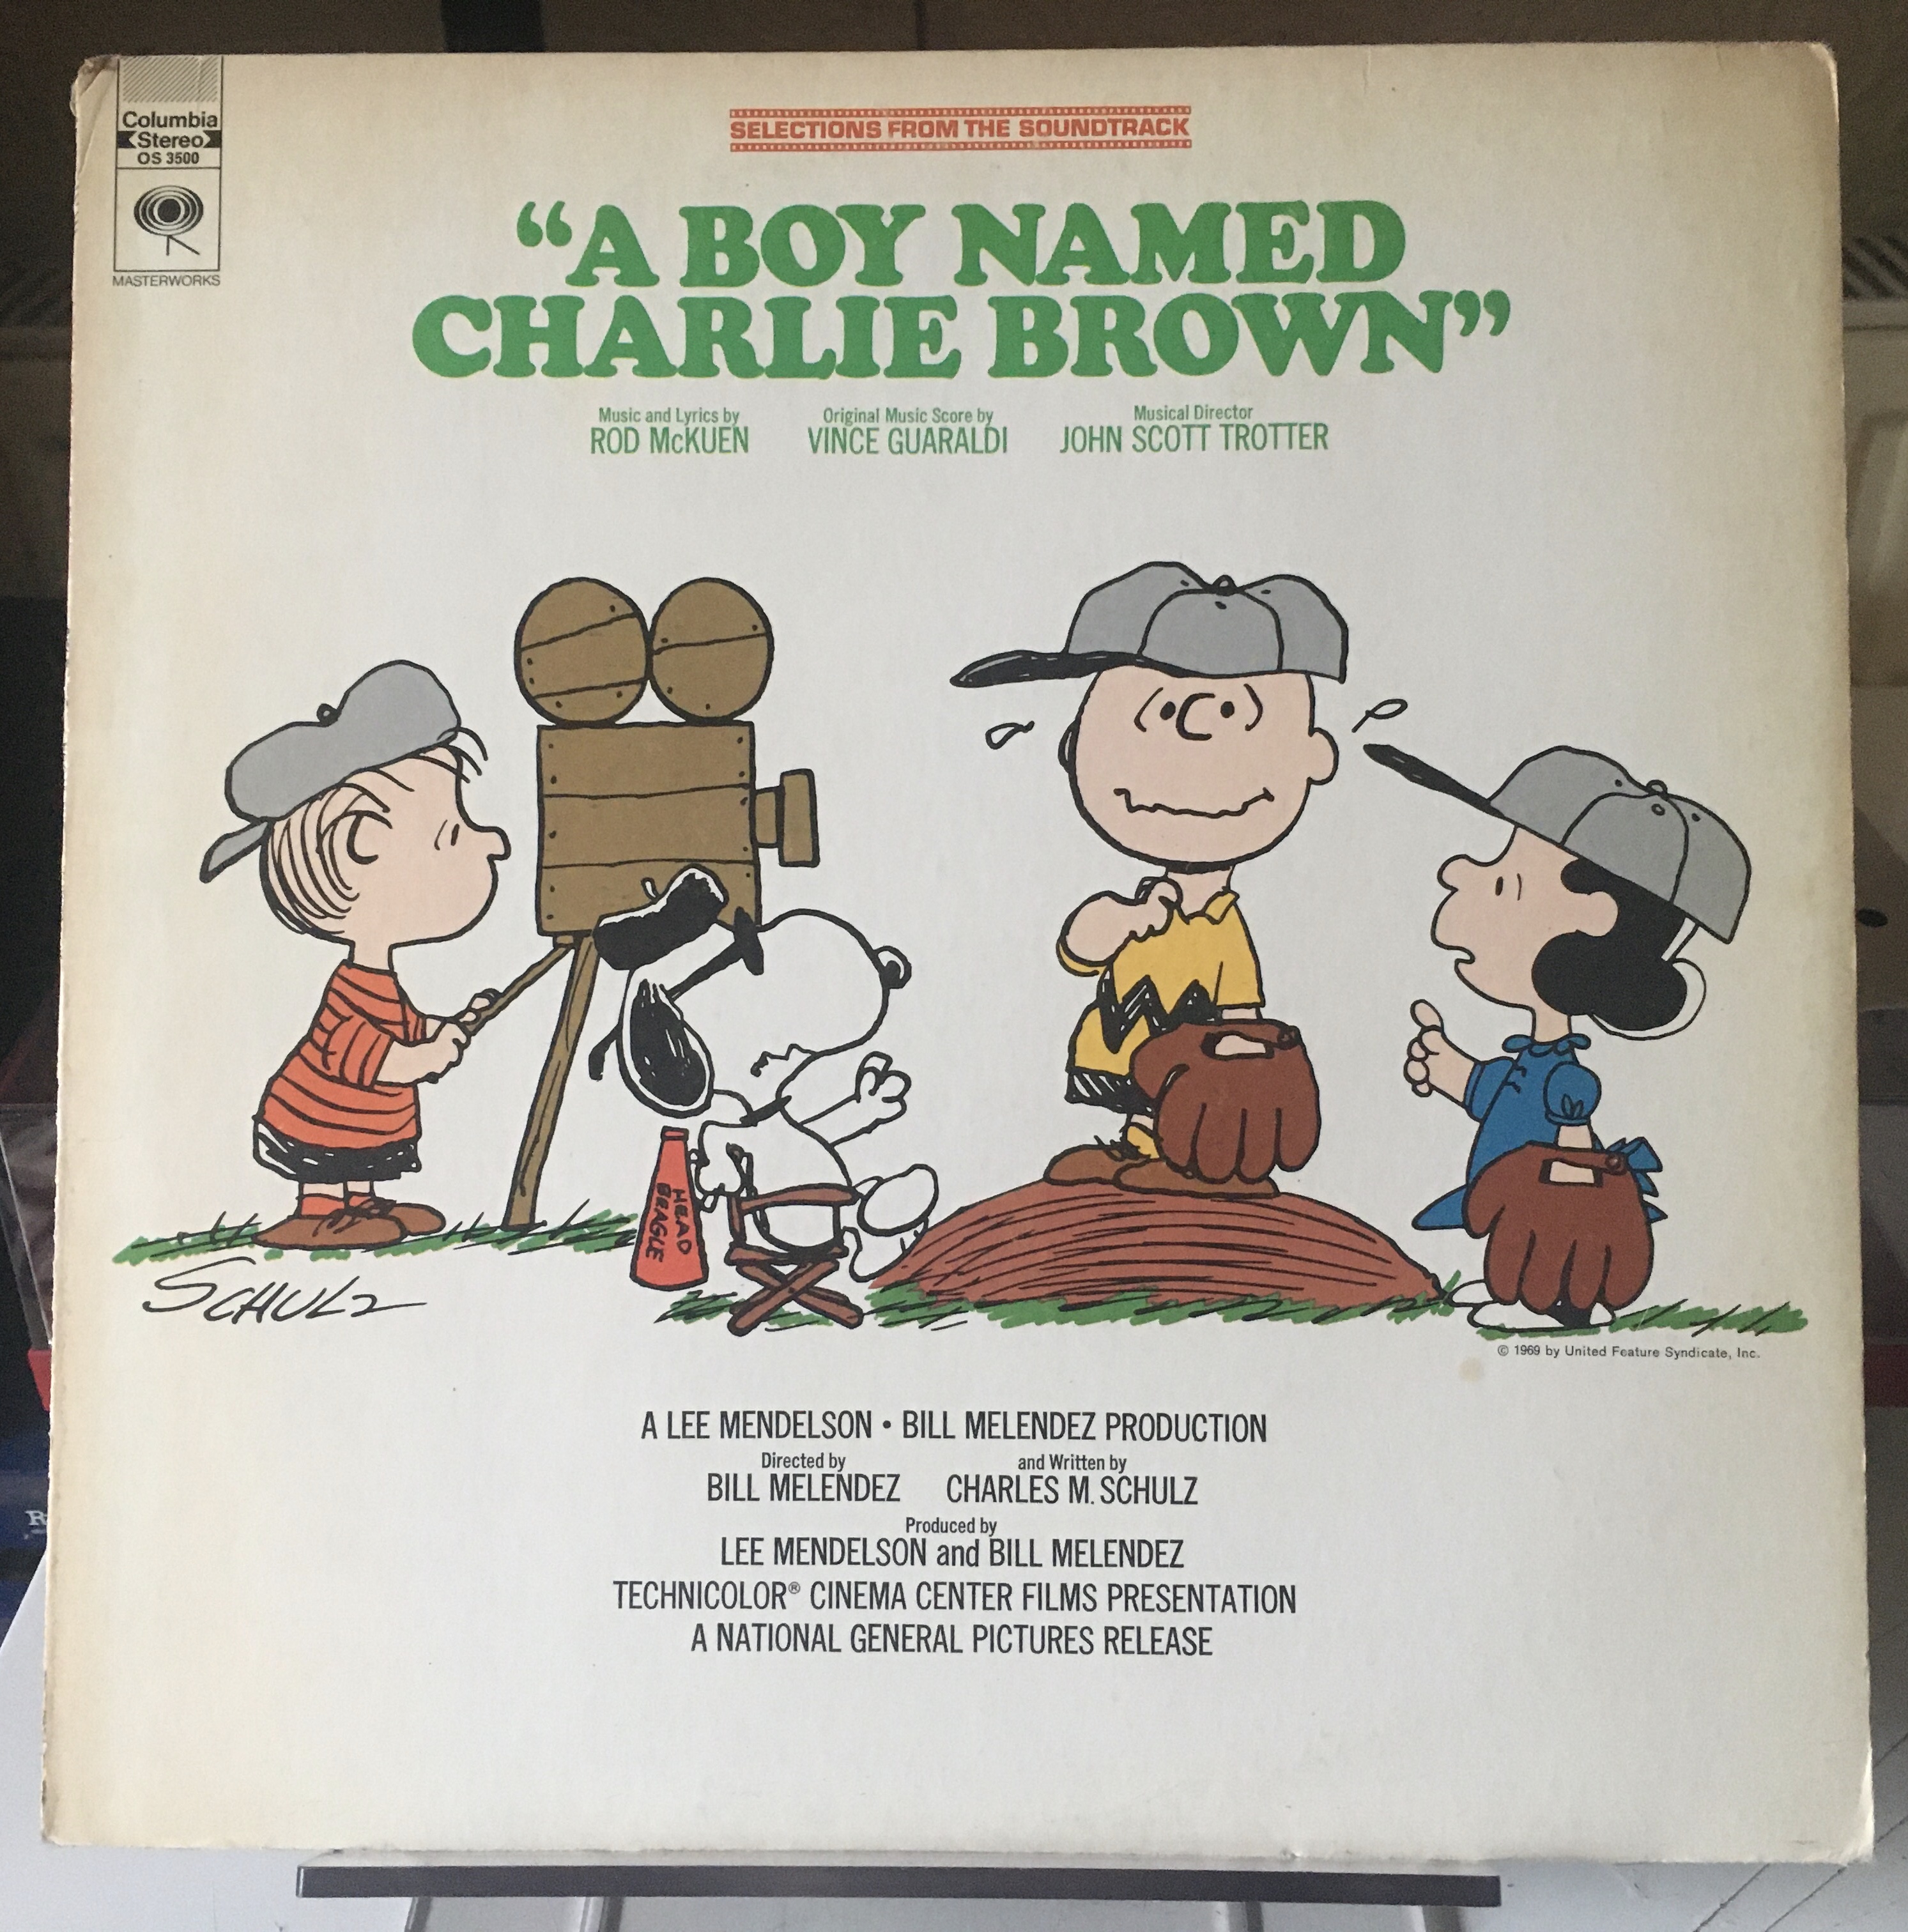 Columbia
Stereo
OS 3500
MASTERWORKS
SELECTIONS FROM THE SOUNDTRACK
“A BOY NAMED
CHARLIE BROWN”
Music and Lyrics by
ROD McKUEN
Original Music Score by
VINCE GUARALDI
Musical Director
JOHN SCOTT TROTTER
HEAD
BEAGLE
SCHULZ
© 1969 by United Feature Syndicate, Inc.
A LEE MENDELSON • BILL MELENDEZ PRODUCTION
Directed by
BILL MELENDEZ
and Written by
CHARLES M. SCHULZ
Produced by
LEE MENDELSON and BILL MELENDEZ
TECHNICOLOR® CINEMA CENTER FILMS PRESENTATION
A NATIONAL GENERAL PICTURES RELEASE